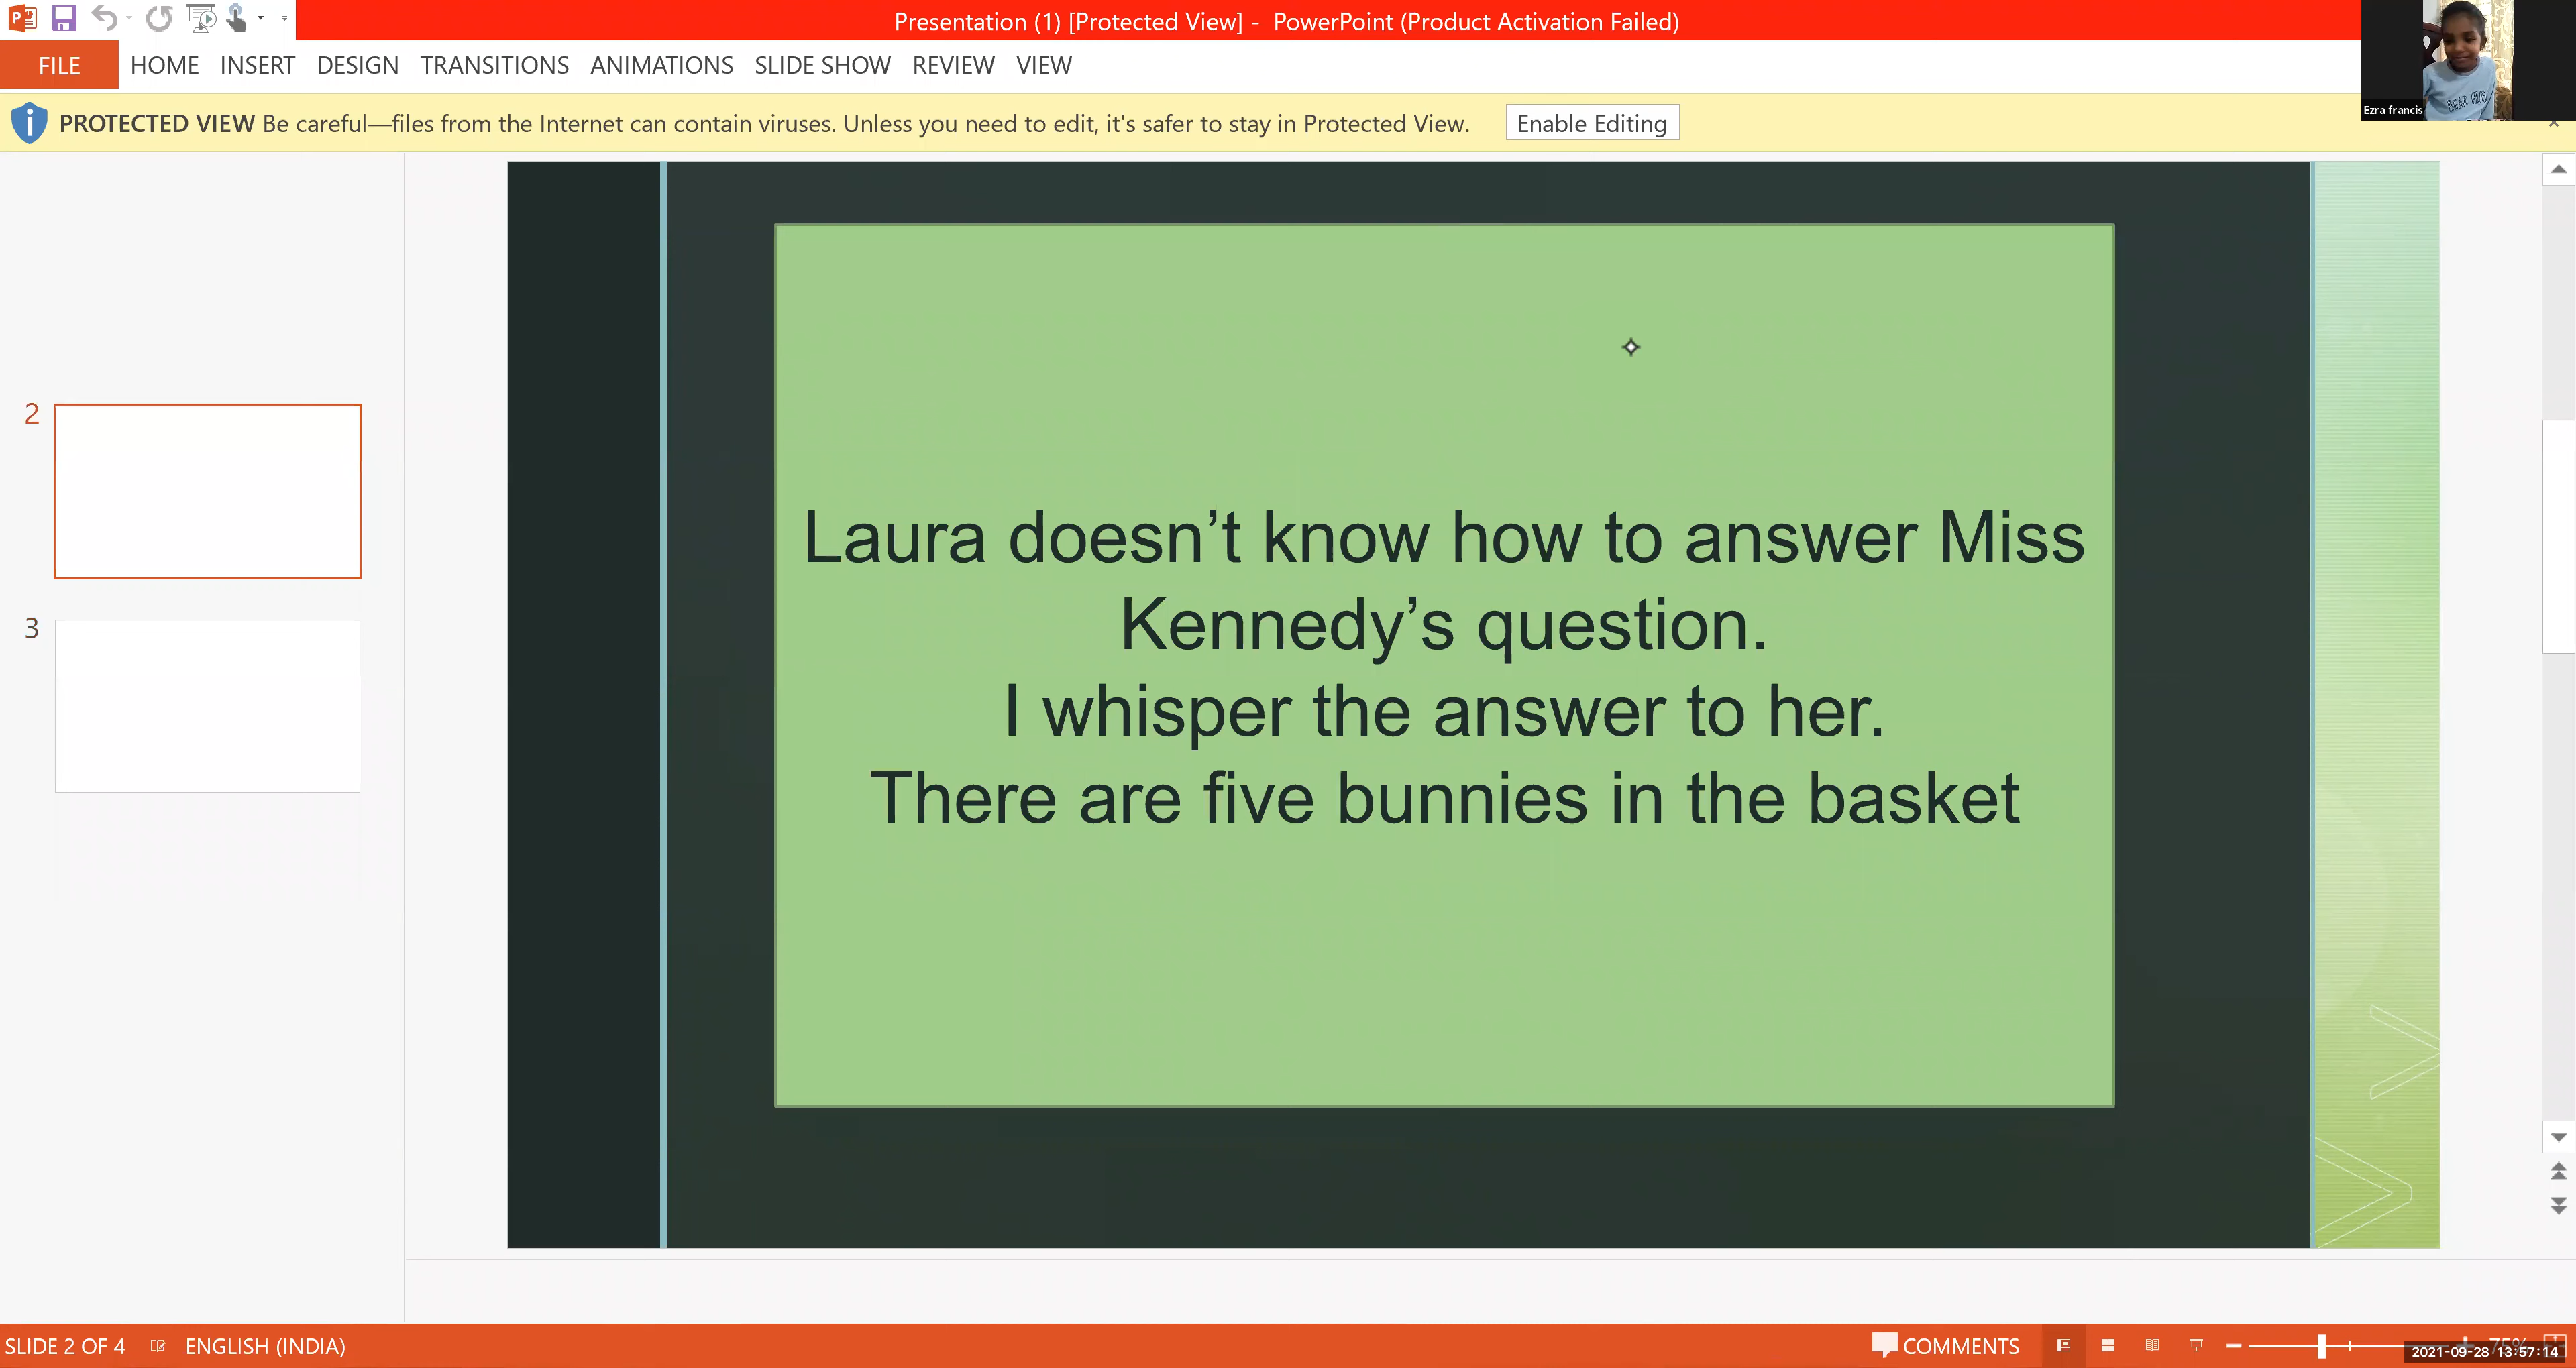 Presentation (1) [Protected View] - PowerPoint (Product Activation Failed)
FILE HOME INSERT DESIGN TRANSITIONS ANIMATIONS SLIDE SHOW REVIEW VIEW
Ezra francis
PROTECTED VIEW Be careful—files from the Internet can contain viruses. Unless you need to edit, it's safer to stay in Protected View. Enable Editing
2
3
Laura doesn’t know how to answer Miss
Kennedy’s question.
I whisper the answer to her.
There are five bunnies in the basket
SLIDE 2 OF 4 ENGLISH (INDIA) COMMENTS
2021-09-28 13:57:14